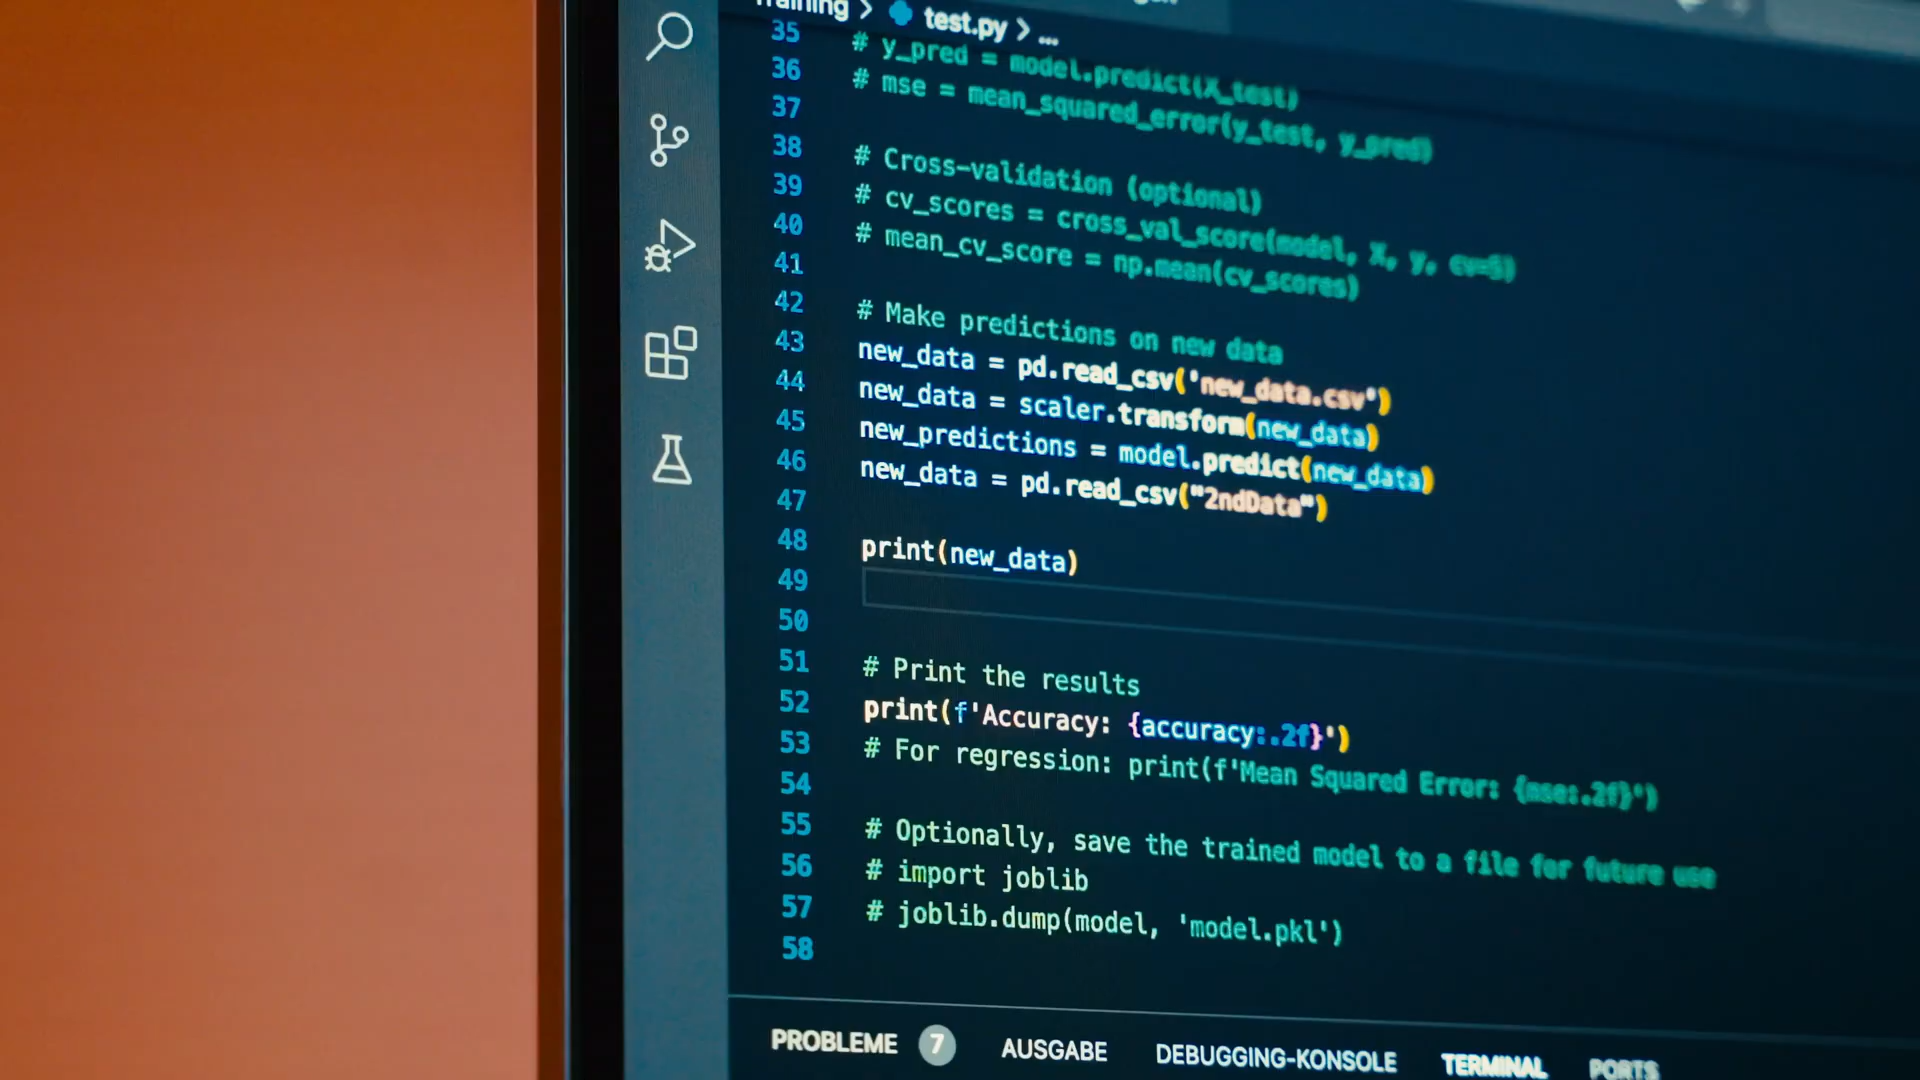 Training > test.py > ...
35 # y_pred = model.predict(X_test)
36 # mse = mean_squared_error(y_test, y_pred)
37
38 # Cross-validation (optional)
39 # cv_scores = cross_val_score(model, X, y, cv=5)
40 # mean_cv_score = np.mean(cv_scores)
41
42 # Make predictions on new data
43 new_data = pd.read_csv('new_data.csv')
44 new_data = scaler.transform(new_data)
45 new_predictions = model.predict(new_data)
46 new_data = pd.read_csv("2ndData")
47
48 print(new_data)
49
50
51 # Print the results
52 print(f'Accuracy: {accuracy:.2f}')
53 # For regression: print(f'Mean Squared Error: {mse:.2f}')
54
55 # Optionally, save the trained model to a file for future use
56 # import joblib
57 # joblib.dump(model, 'model.pkl')
58
PROBLEME 7 AUSGABE DEBUGGING-KONSOLE TERMINAL PORTS